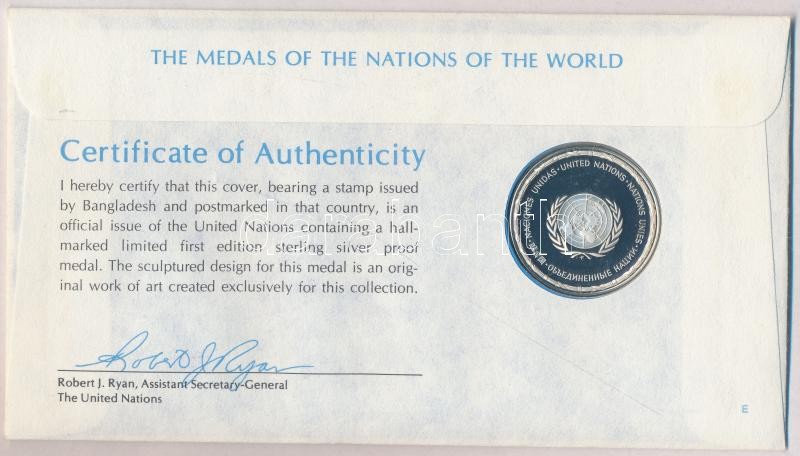 THE MEDALS OF THE NATIONS OF THE WORLD
Certificate of Authenticity
I hereby certify that this cover, bearing a stamp issued
by Bangladesh and postmarked in that country, is an
official issue of the United Nations containing a hall-
marked limited first edition sterling silver proof
medal. The sculptured design for this medal is an orig-
inal work of art created exclusively for this collection.
Robert J. Ryan
Robert J. Ryan, Assistant Secretary-General
The United Nations
NACIONES UNIDAS · UNITED NATIONS · NATIONS UNIES · ОБЪЕДИНЕННЫЕ НАЦИИ ·
E